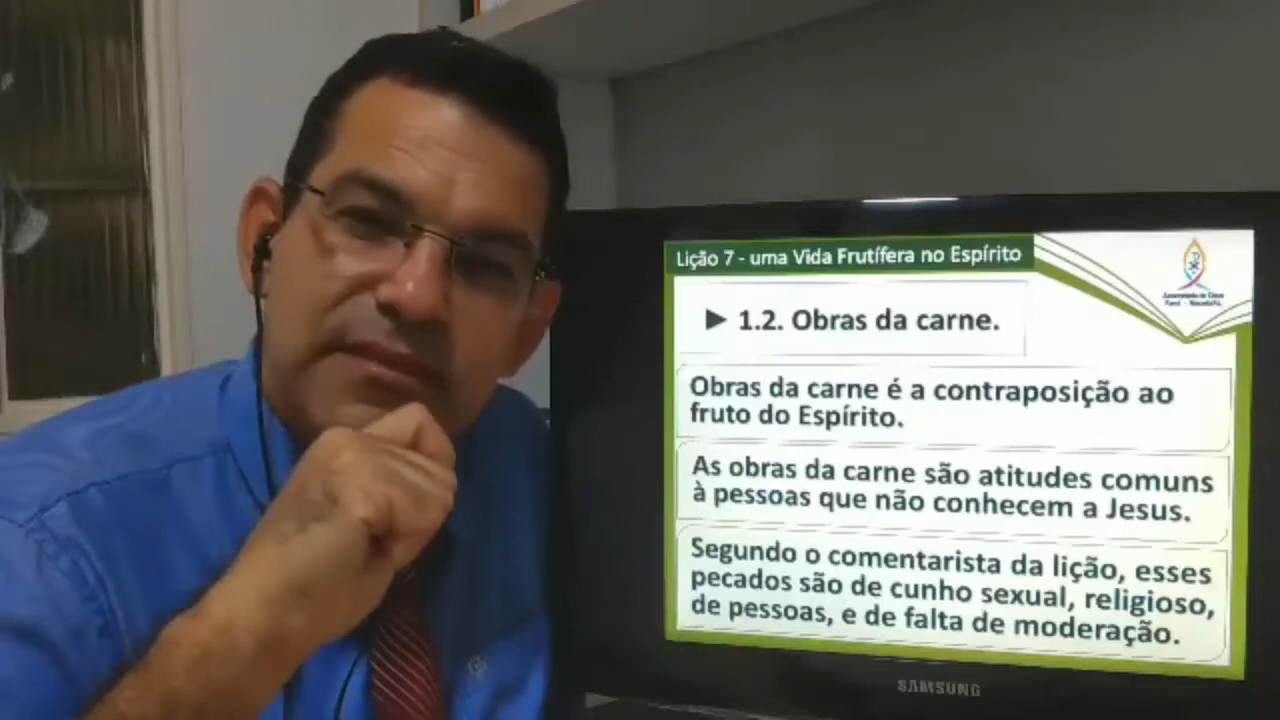 Lição 7 - uma Vida Frutífera no Espírito
► 1.2. Obras da carne.
Obras da carne é a contraposição ao
fruto do Espírito.
As obras da carne são atitudes comuns
à pessoas que não conhecem a Jesus.
Segundo o comentarista da lição, esses
pecados são de cunho sexual, religioso,
de pessoas, e de falta de moderação.
SAMSUNG